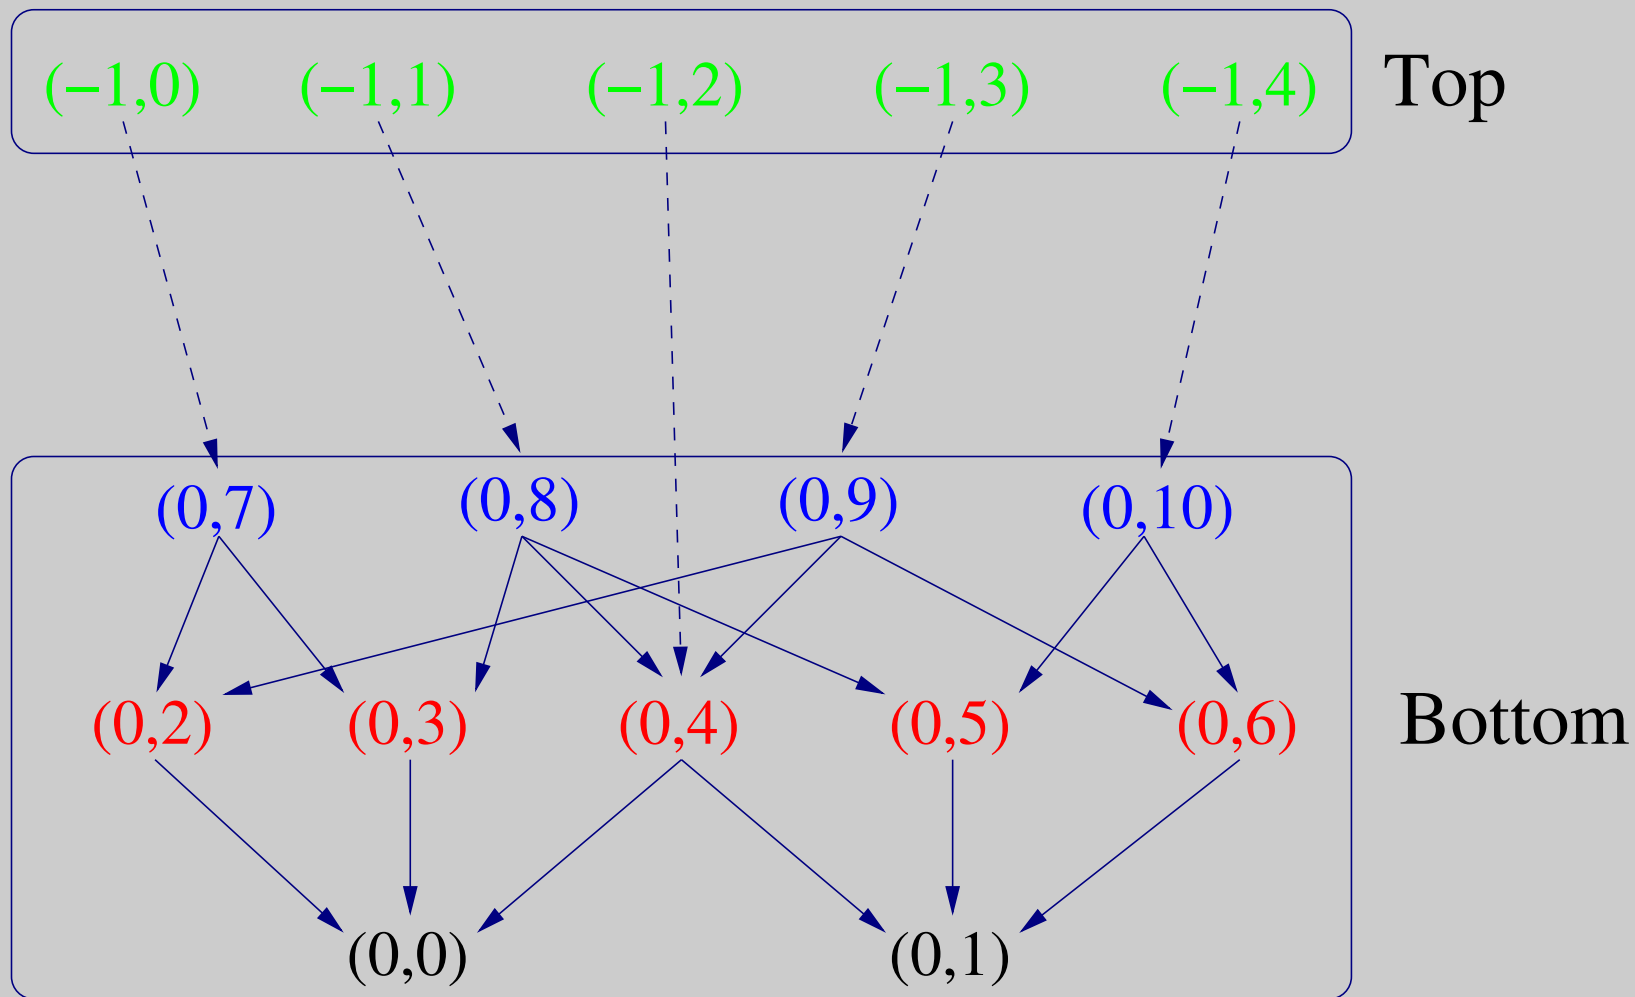 (−1,0) (−1,1) (−1,2) (−1,3) (−1,4) Top
(0,7) (0,8) (0,9) (0,10)
(0,2) (0,3) (0,4) (0,5) (0,6) Bottom
(0,0) (0,1)